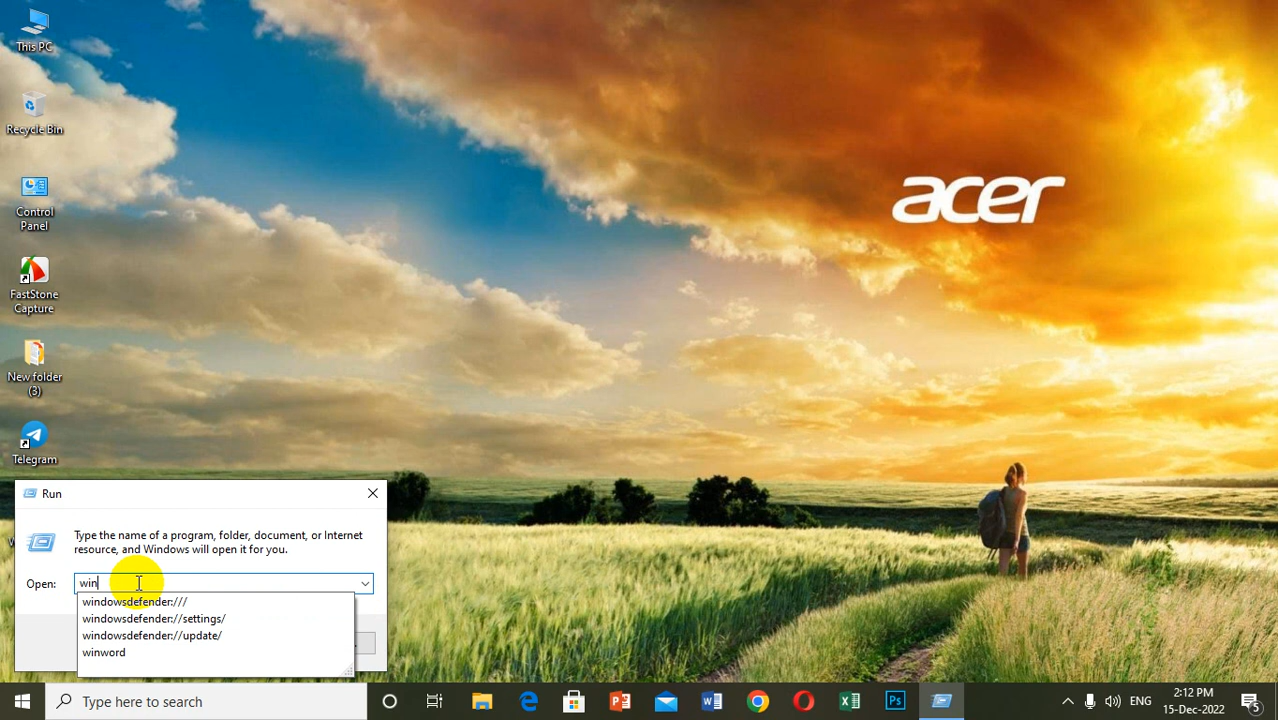 This PC
Recycle Bin
Control
Panel
FastStone
Capture
New folder
(3)
Telegram
acer
Run
Type the name of a program, folder, document, or Internet
resource, and Windows will open it for you.
Open:
win
windowsdefender:///
windowsdefender://settings/
windowsdefender://update/
winword
Type here to search
ENG
2:12 PM
15-Dec-2022
5